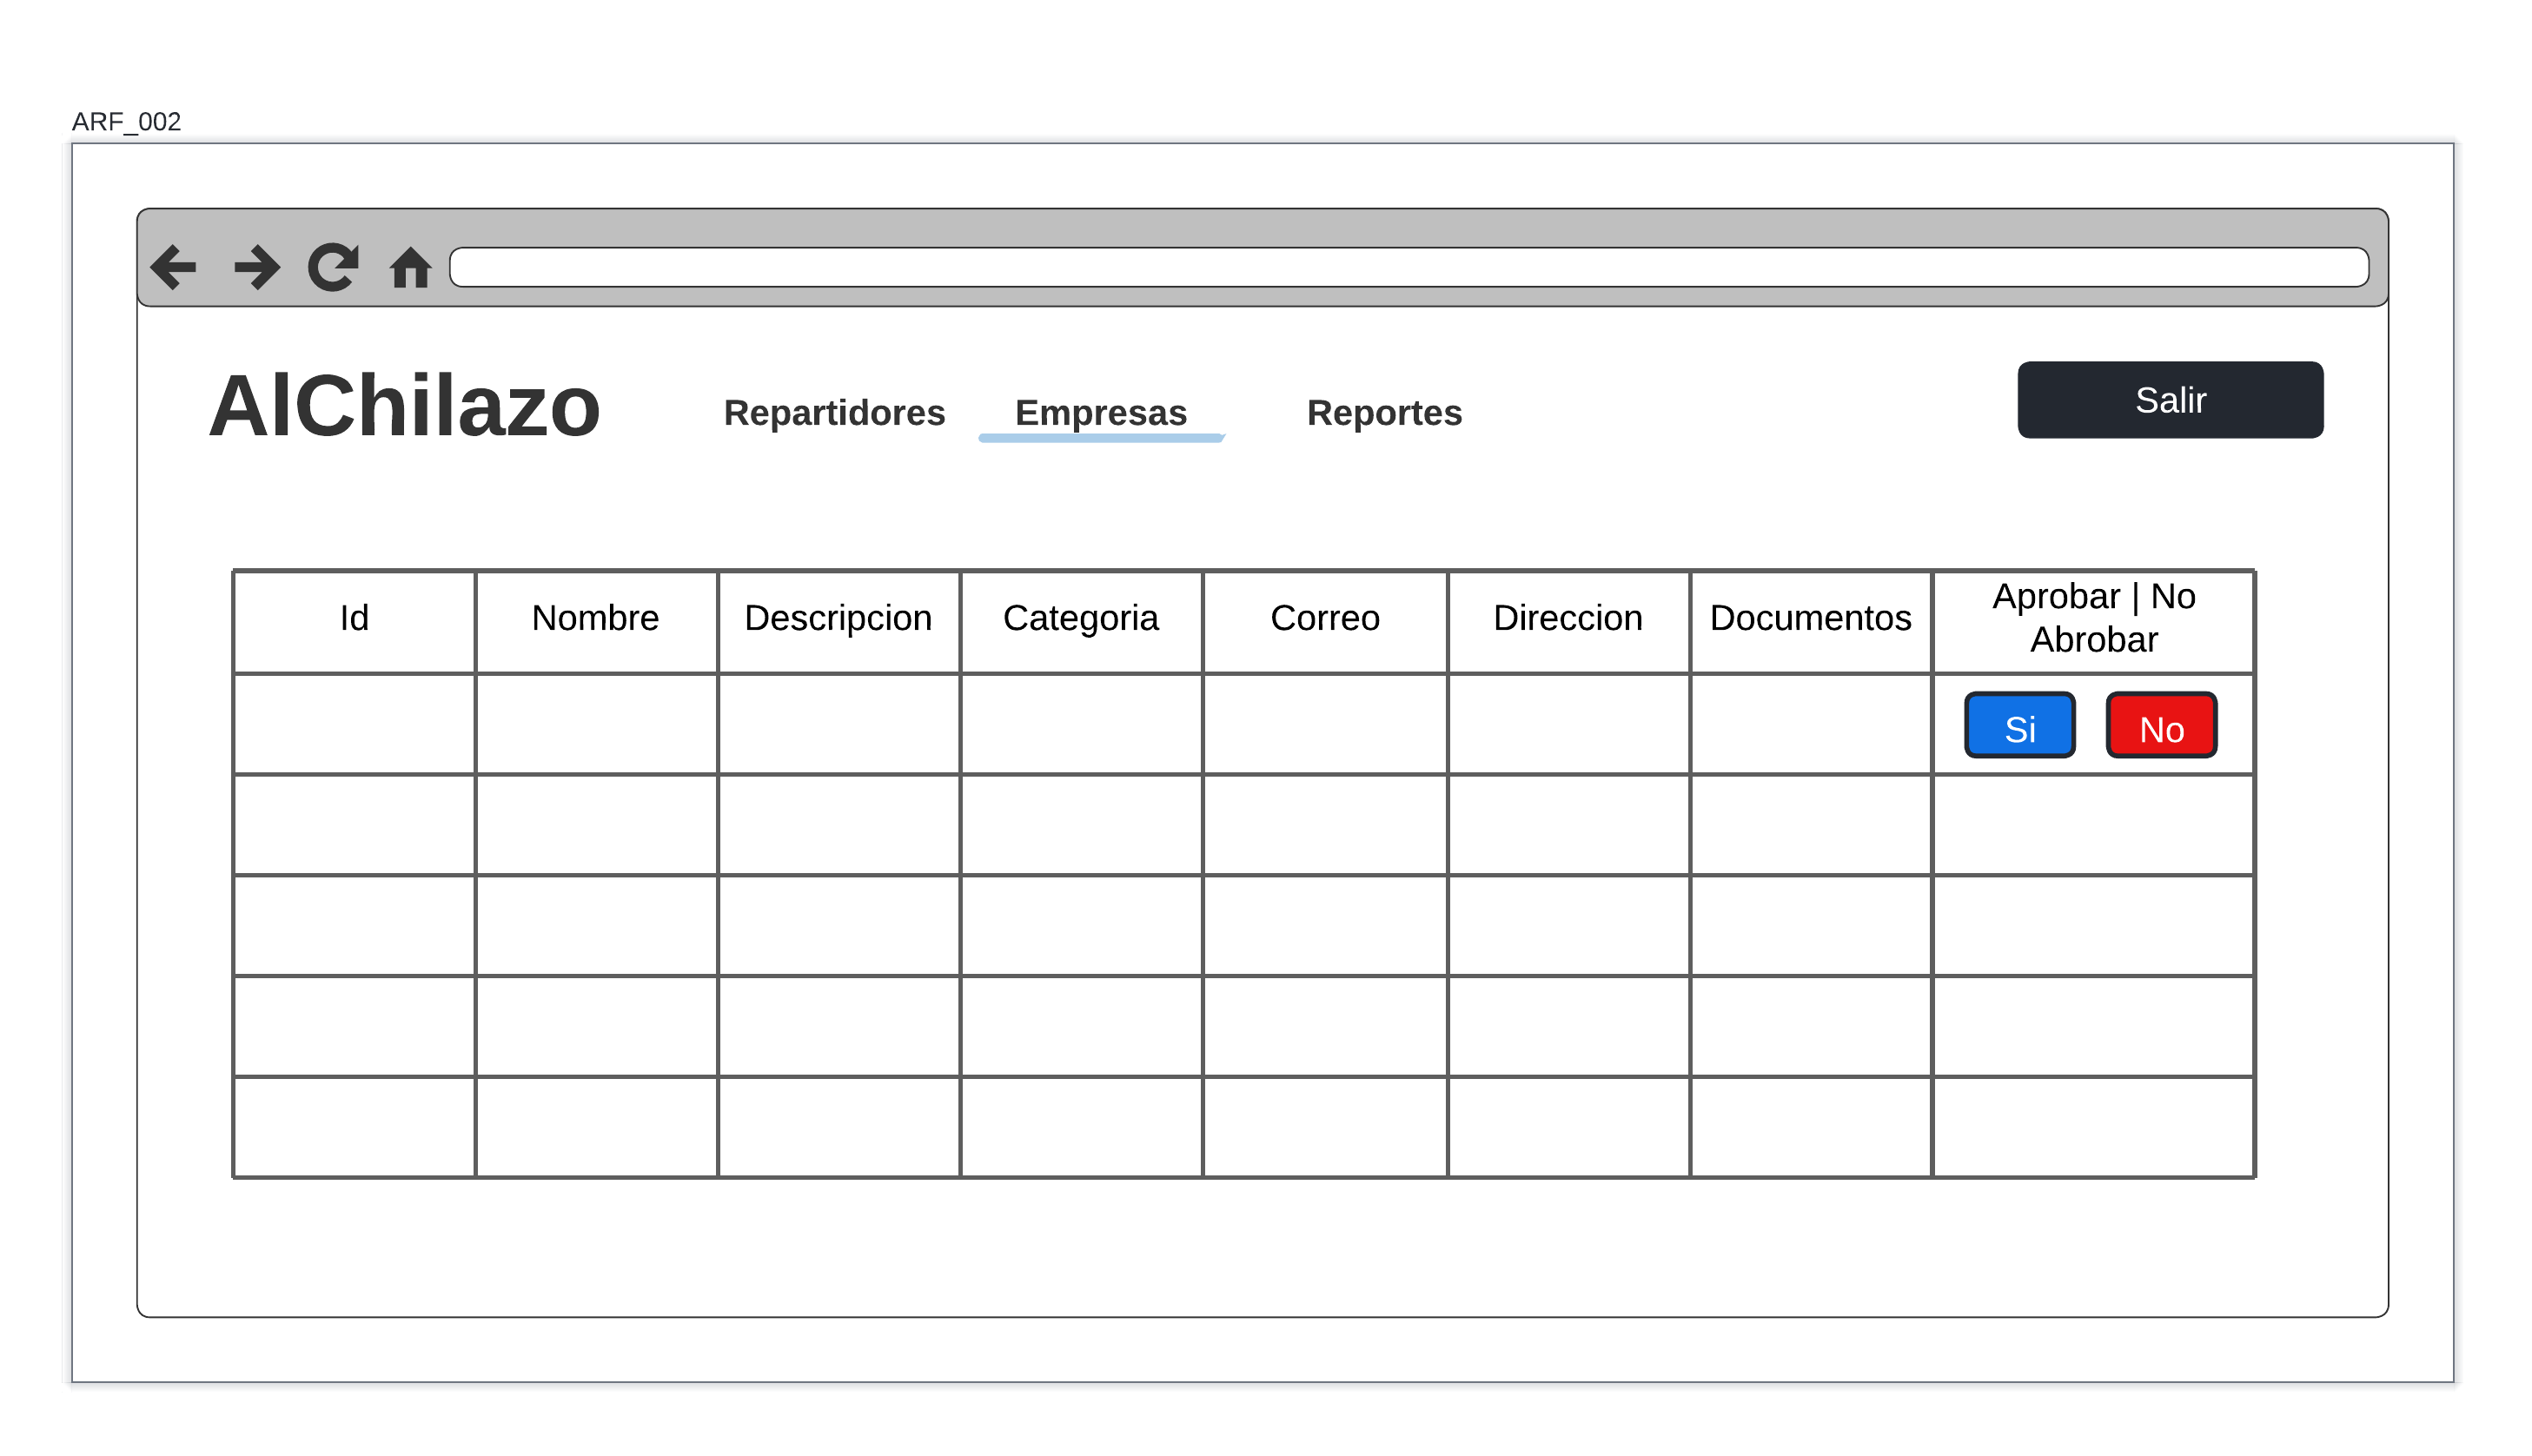 ARF_002
AlChilazo
Repartidores Empresas Reportes
Salir
Id Nombre Descripcion Categoria Correo Direccion Documentos Aprobar | No
Abrobar
Si No